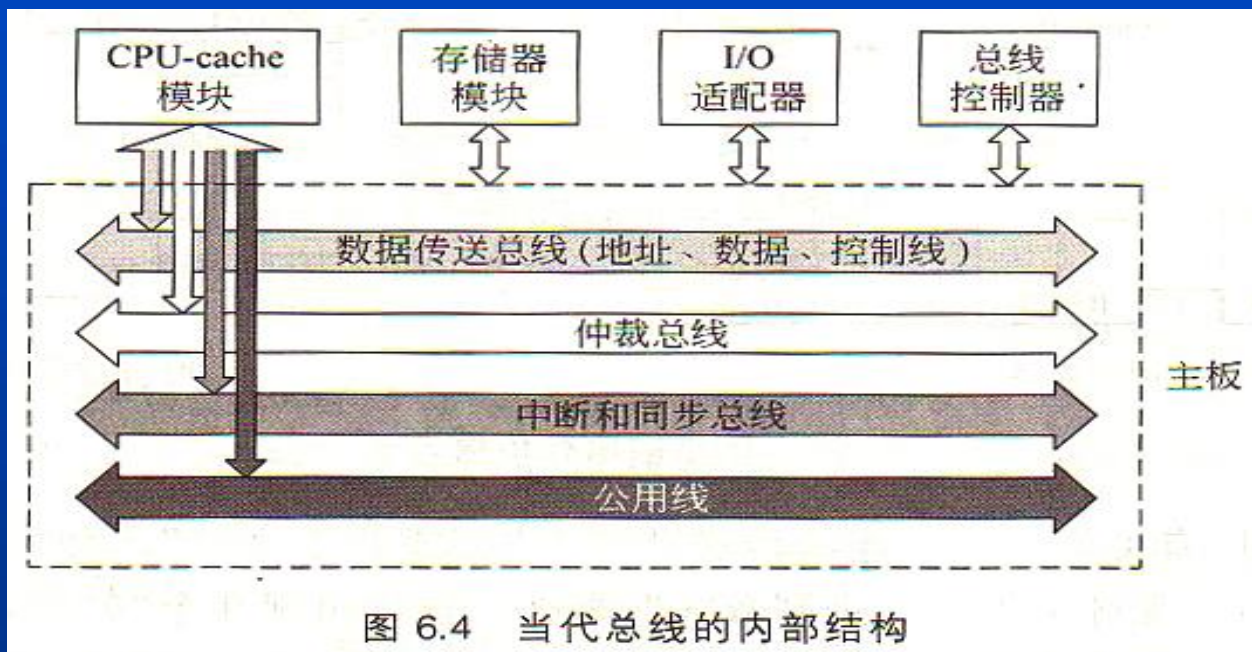 CPU-cache
模块
存储器
模块
I/O
适配器
总线
控制器
数据传送总线(地址、数据、控制线)
仲裁总线
中断和同步总线
公用线
主板
图 6.4 当代总线的内部结构